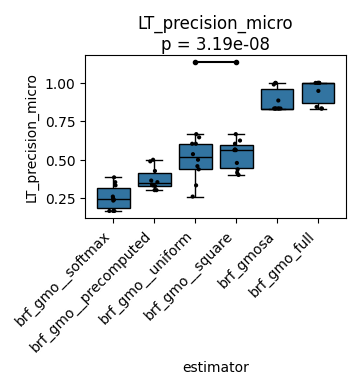 LT_precision_micro
p = 3.19e-08
LT_precision_micro
1.00
0.75
0.50
0.25
brf_gmo__softmax
brf_gmo__precomputed
brf_gmo__uniform
brf_gmo__square
brf_gmosa
brf_gmo_full
estimator